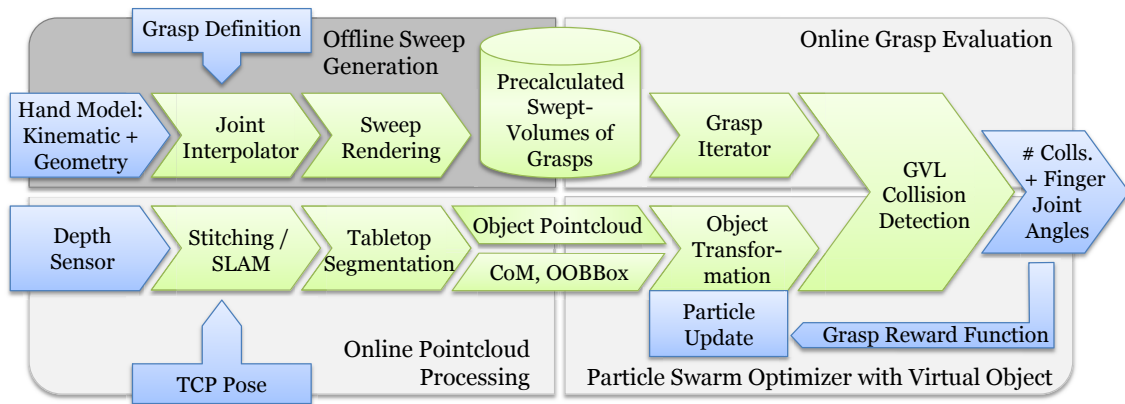 Grasp Definition
Offline Sweep
Generation
Online Grasp Evaluation
Hand Model:
Kinematic +
Geometry
Joint
Interpolator
Sweep
Rendering
Precalculated
Swept-
Volumes of
Grasps
Grasp
Iterator
GVL
Collision
Detection
# Colls.
+ Finger
Joint
Angles
Depth
Sensor
Stitching /
SLAM
Tabletop
Segmentation
Object Pointcloud
CoM, OOBBox
Object
Transfor-
mation
Particle
Update
Grasp Reward Function
TCP Pose
Online Pointcloud
Processing
Particle Swarm Optimizer with Virtual Object